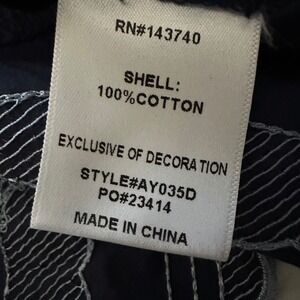 RN#143740
SHELL:
100%COTTON
EXCLUSIVE OF DECORATION
STYLE#AY035D
PO#23414
MADE IN CHINA